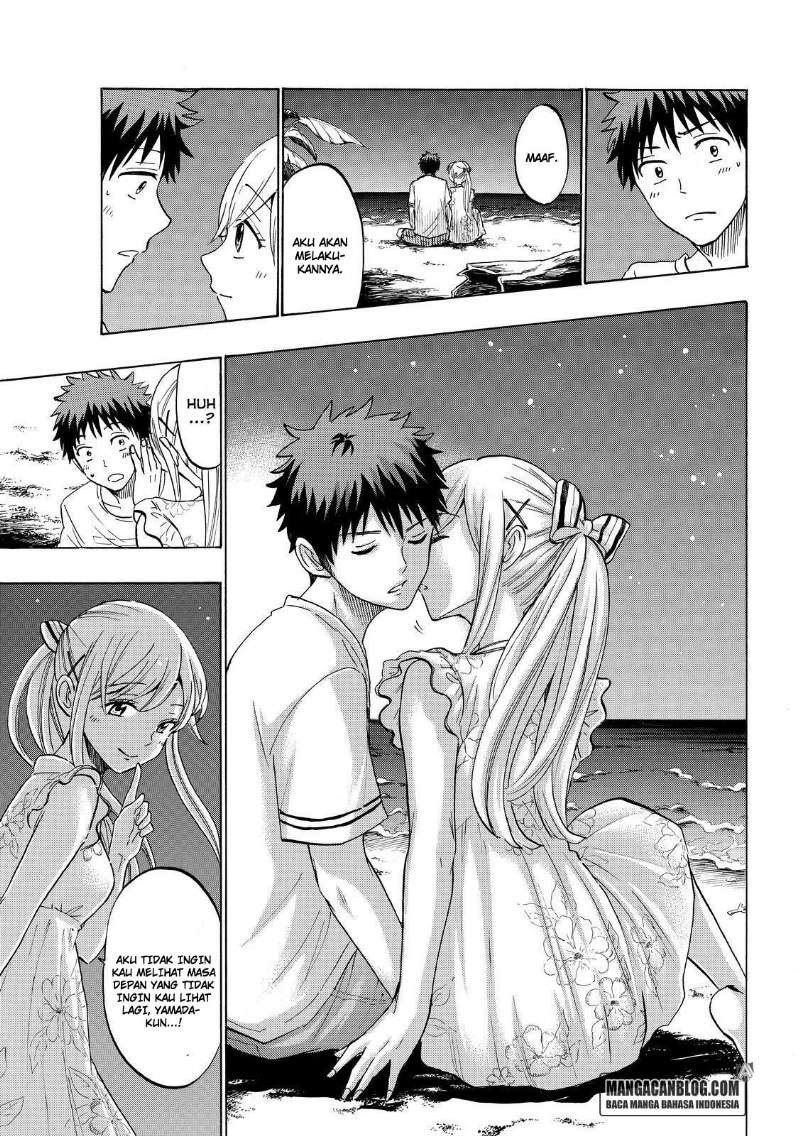 MAAF.
AKU AKAN
MELAKU-
KANNYA.
HUH
...?
AKU TIDAK INGIN
KAU MELIHAT MASA
DEPAN YANG TIDAK
INGIN KAU LIHAT
LAGI, YAMADA-
KUN...!
MANGACANBLOG.COM
BACA MANGA BAHASA INDONESIA